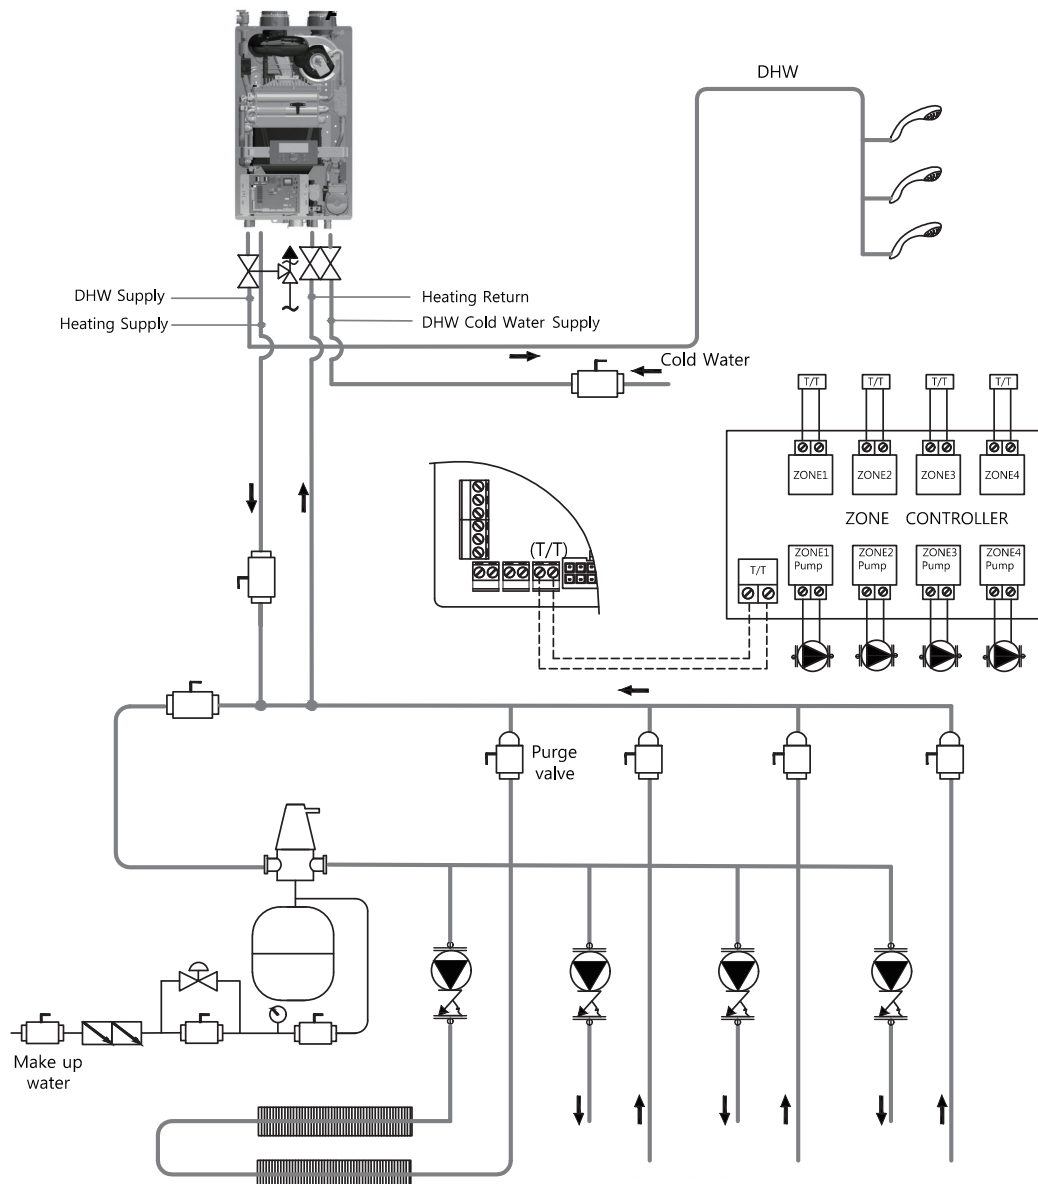 DHW
DHW Supply
Heating Return
Heating Supply
DHW Cold Water Supply
Cold Water
T/T
T/T
T/T
T/T
ZONE1
ZONE2
ZONE3
ZONE4
ZONE CONTROLLER
(T/T)
T/T
ZONE1
Pump
ZONE2
Pump
ZONE3
Pump
ZONE4
Pump
Purge
valve
Make up
water